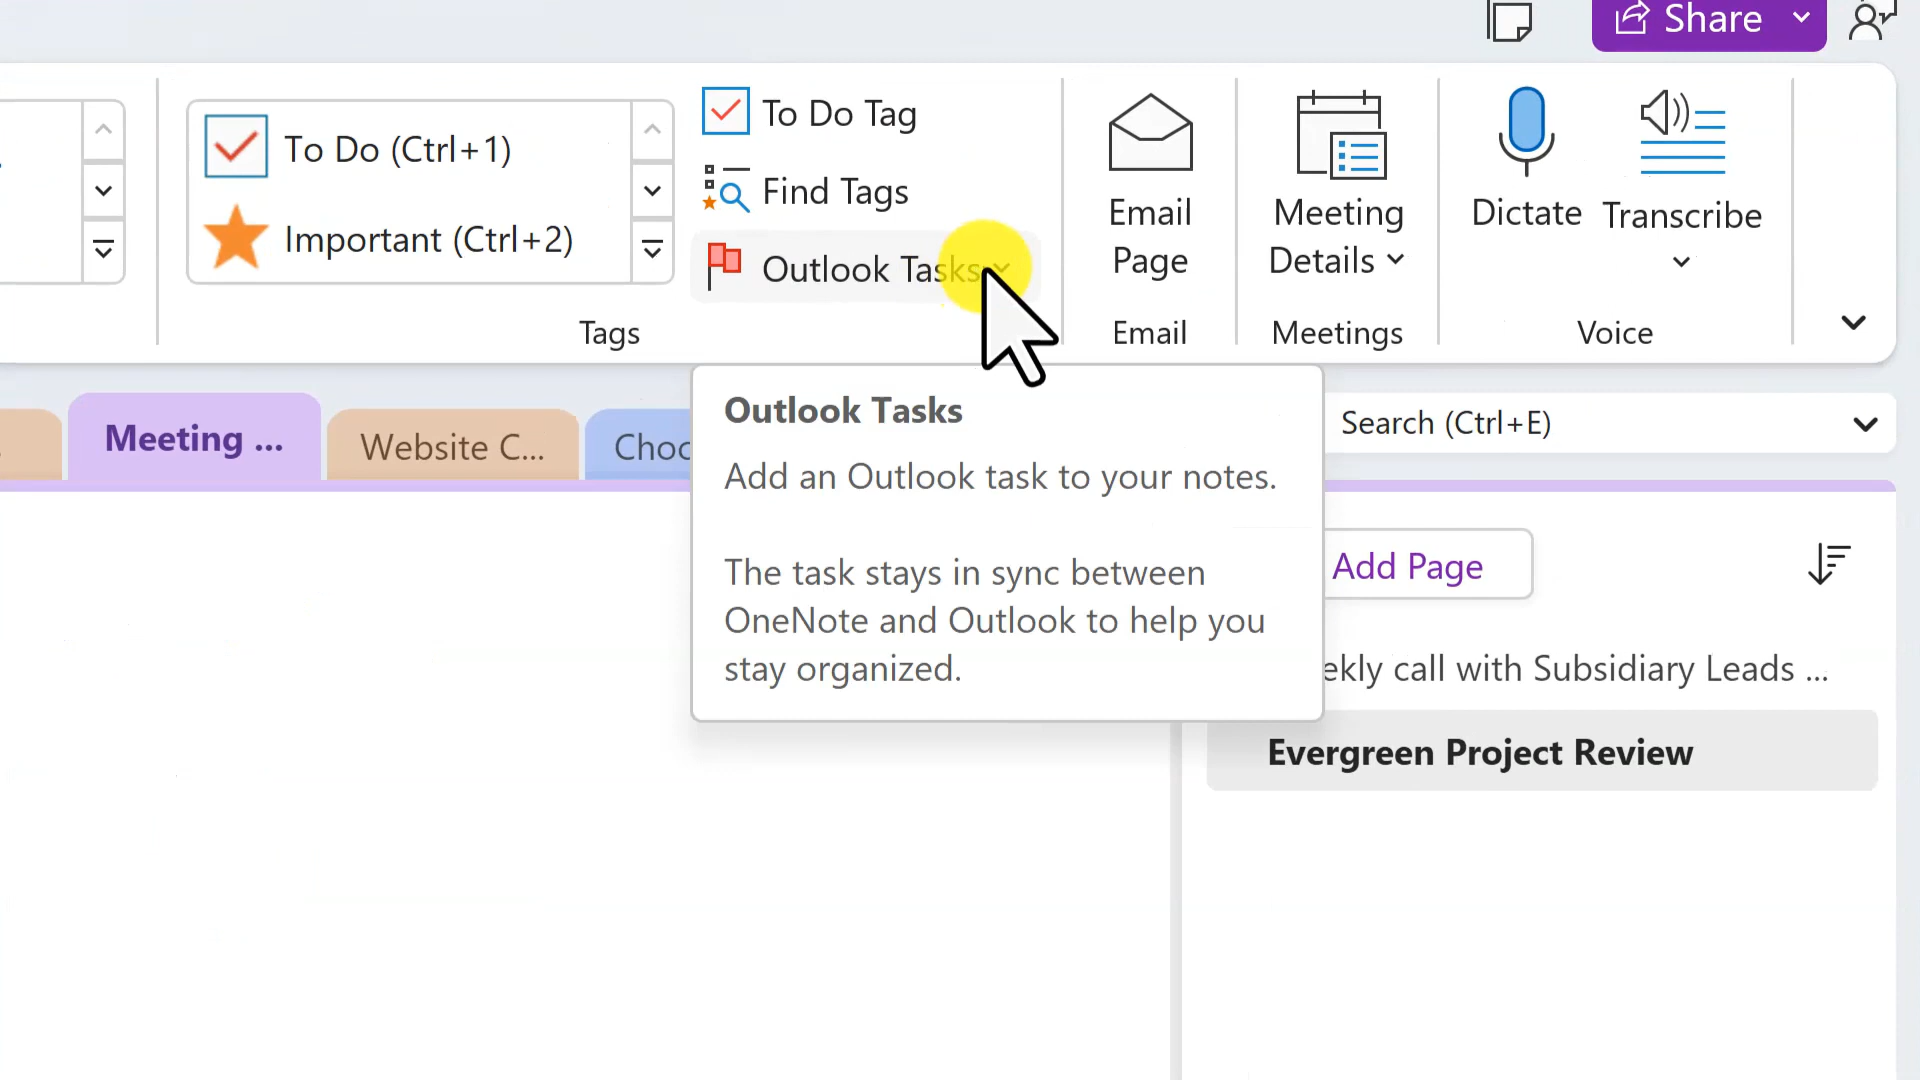 Share
To Do (Ctrl+1)
Important (Ctrl+2)
To Do Tag
Find Tags
Outlook Tasks
Tags
Email
Page
Email
Meeting
Details
Meetings
Dictate
Transcribe
Voice
Meeting ...
Website C...
Choc
Search (Ctrl+E)
Outlook Tasks
Add an Outlook task to your notes.
The task stays in sync between
OneNote and Outlook to help you
stay organized.
Add Page
ekly call with Subsidiary Leads ...
Evergreen Project Review